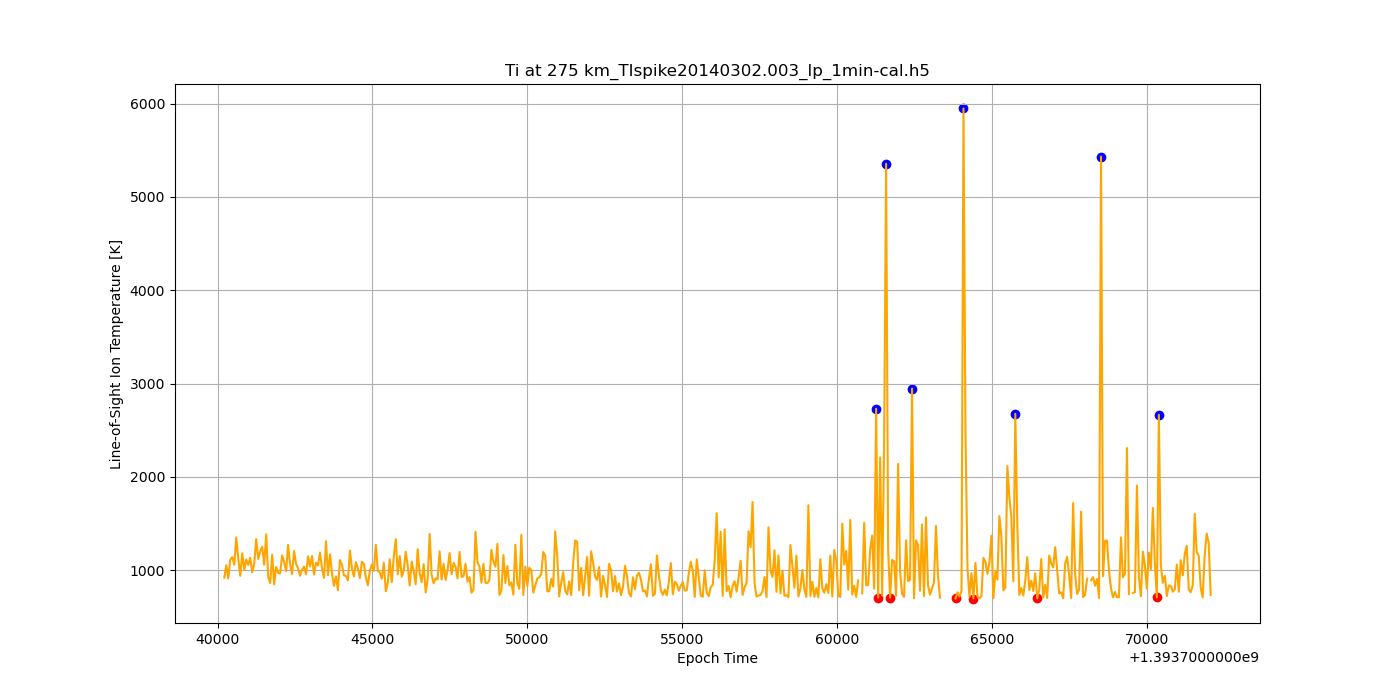 Ti at 275 km_TIspike20140302.003_lp_1min-cal.h5
Line-of-Sight Ion Temperature [K]
6000
5000
4000
3000
2000
1000
40000 45000 50000 55000 60000 65000 70000
Epoch Time
+1.3937000000e9